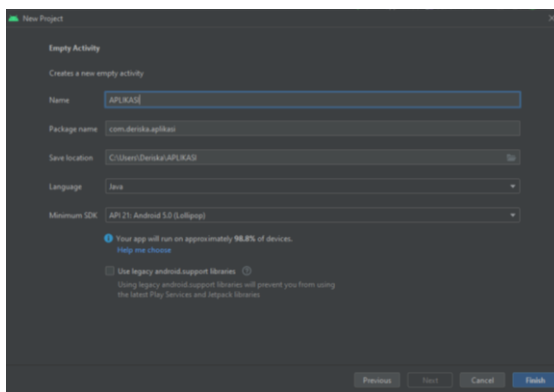 New Project
Empty Activity
Creates a new empty activity
Name APLIKASI
Package name com.deriska.aplikasi
Save location C:\Users\Deriska\APLIKASI
Language Java
Minimum SDK API 21: Android 5.0 (Lollipop)
Your app will run on approximately 98.8% of devices.
Help me choose
Use legacy android.support libraries ?
Using legacy android.support libraries will prevent you from using
the latest Play Services and Jetpack libraries
Previous Next Cancel Finish